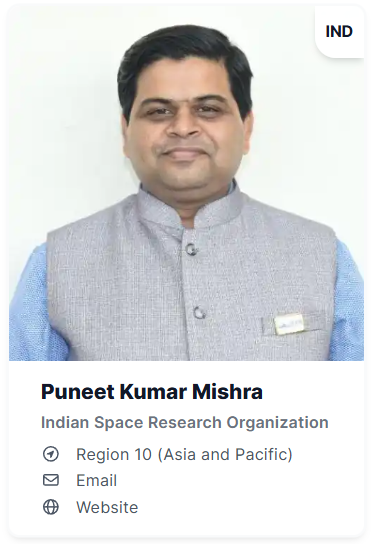 IND
Puneet Kumar Mishra
Indian Space Research Organization
Region 10 (Asia and Pacific)
Email
Website